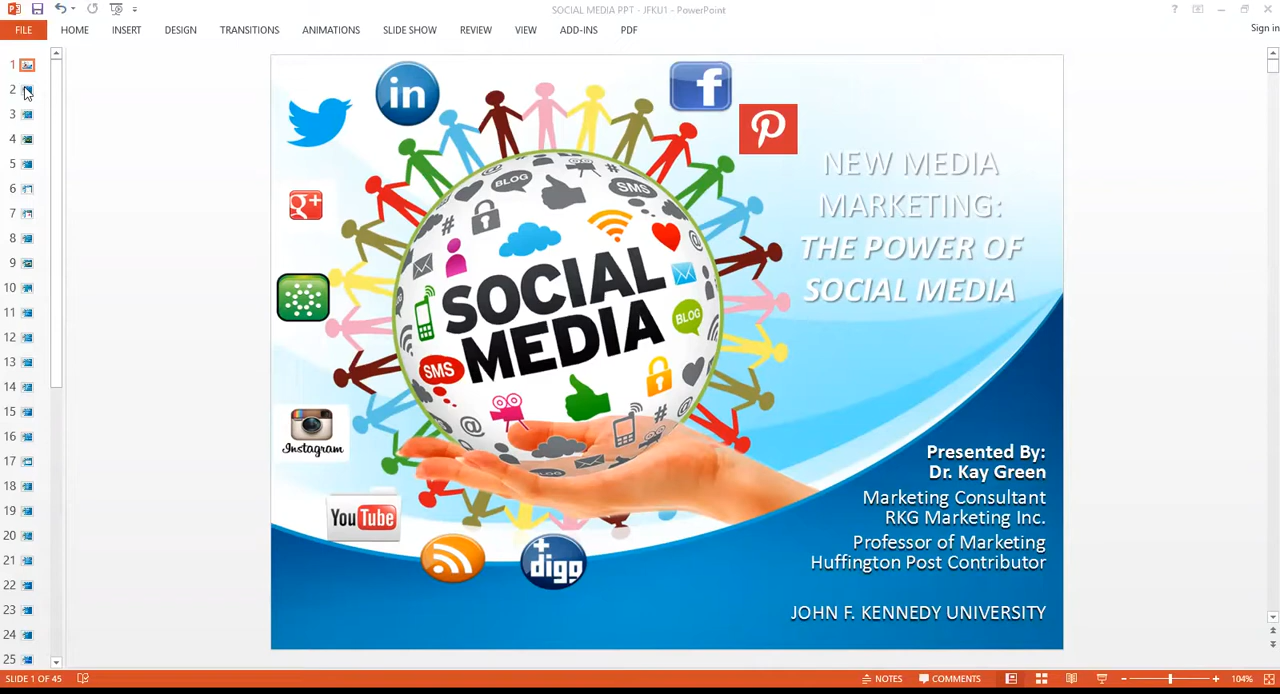 SOCIAL MEDIA PPT - JFKU1 - PowerPoint
?
Sign in
FILE HOME INSERT DESIGN TRANSITIONS ANIMATIONS SLIDE SHOW REVIEW VIEW ADD-INS PDF
1
2
3
4
5
6
7
8
9
10
11
12
13
14
15
16
17
18
19
20
21
22
23
24
25
in
f
P
g+
NEW MEDIA
MARKETING:
THE POWER OF
SOCIAL MEDIA
BLOG
SMS
SOCIAL
MEDIA
BLOG
SMS
Instagram
YouTube
digg
Presented By:
Dr. Kay Green
Marketing Consultant
RKG Marketing Inc.
Professor of Marketing
Huffington Post Contributor
JOHN F. KENNEDY UNIVERSITY
SLIDE 1 OF 45
NOTES COMMENTS
104%